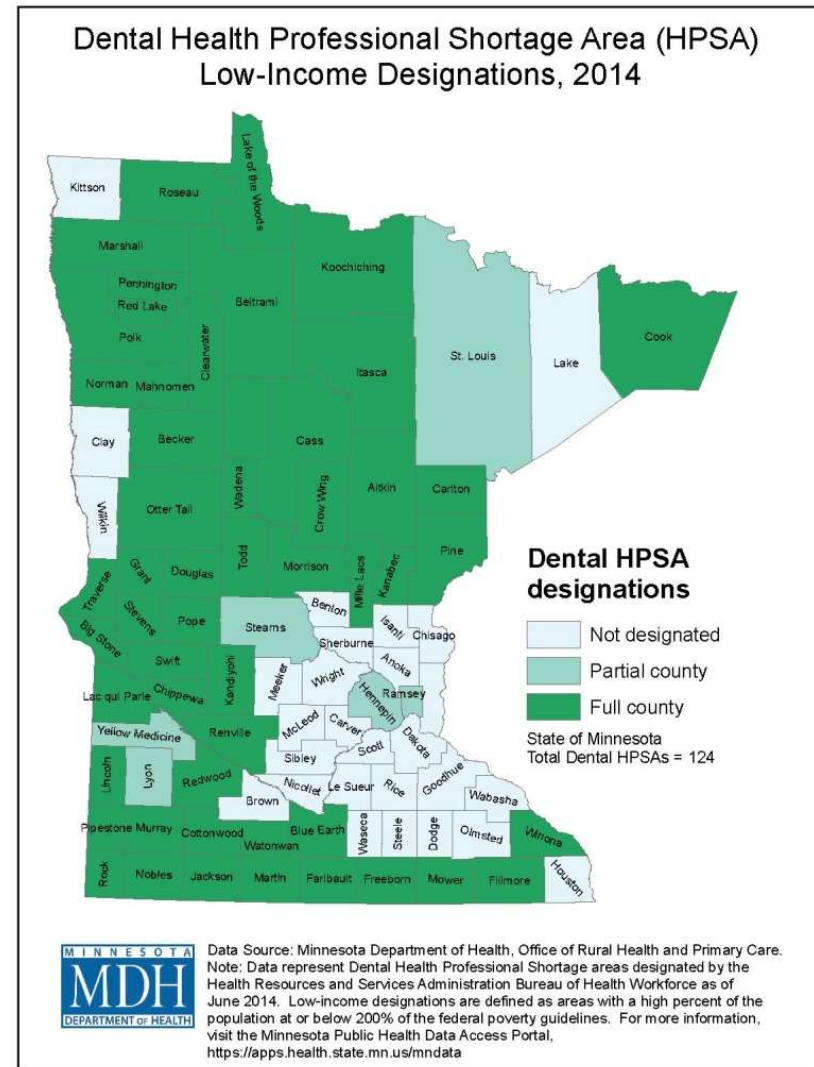 Dental Health Professional Shortage Area (HPSA)
Low-Income Designations, 2014
Kittson
Roseau
Lake of the Woods
Marshall
Koochiching
Pennington
Red Lake
Beltrami
Polk
Clearwater
St. Louis
Lake
Cook
Itasca
Norman
Mahnomen
Clay
Becker
Cass
Wadena
Crow Wing
Aitkin
Carlton
Wilkin
Otter Tail
Pine
Traverse
Grant
Douglas
Todd
Morrison
Mille Lacs
Kanabec
Big Stone
Stevens
Pope
Stearns
Benton
Isanti
Chisago
Sherburne
Anoka
Swift
Kandiyohi
Meeker
Wright
Hennepin
Ramsey
Lac qui Parle
Chippewa
McLeod
Carver
Dakota
Yellow Medicine
Renville
Scott
Sibley
Lincoln
Lyon
Redwood
Nicollet
Le Sueur
Rice
Goodhue
Wabasha
Brown
Pipestone
Murray
Cottonwood
Watonwan
Blue Earth
Waseca
Steele
Dodge
Olmsted
Winona
Rock
Nobles
Jackson
Martin
Faribault
Freeborn
Mower
Fillmore
Houston
Dental HPSA
designations
Not designated
Partial county
Full county
State of Minnesota
Total Dental HPSAs = 124
MINNESOTA
MDH
DEPARTMENT OF HEALTH
Data Source: Minnesota Department of Health, Office of Rural Health and Primary Care.
Note: Data represent Dental Health Professional Shortage areas designated by the
Health Resources and Services Administration Bureau of Health Workforce as of
June 2014. Low-income designations are defined as areas with a high percent of the
population at or below 200% of the federal poverty guidelines. For more information,
visit the Minnesota Public Health Data Access Portal,
https://apps.health.state.mn.us/mndata